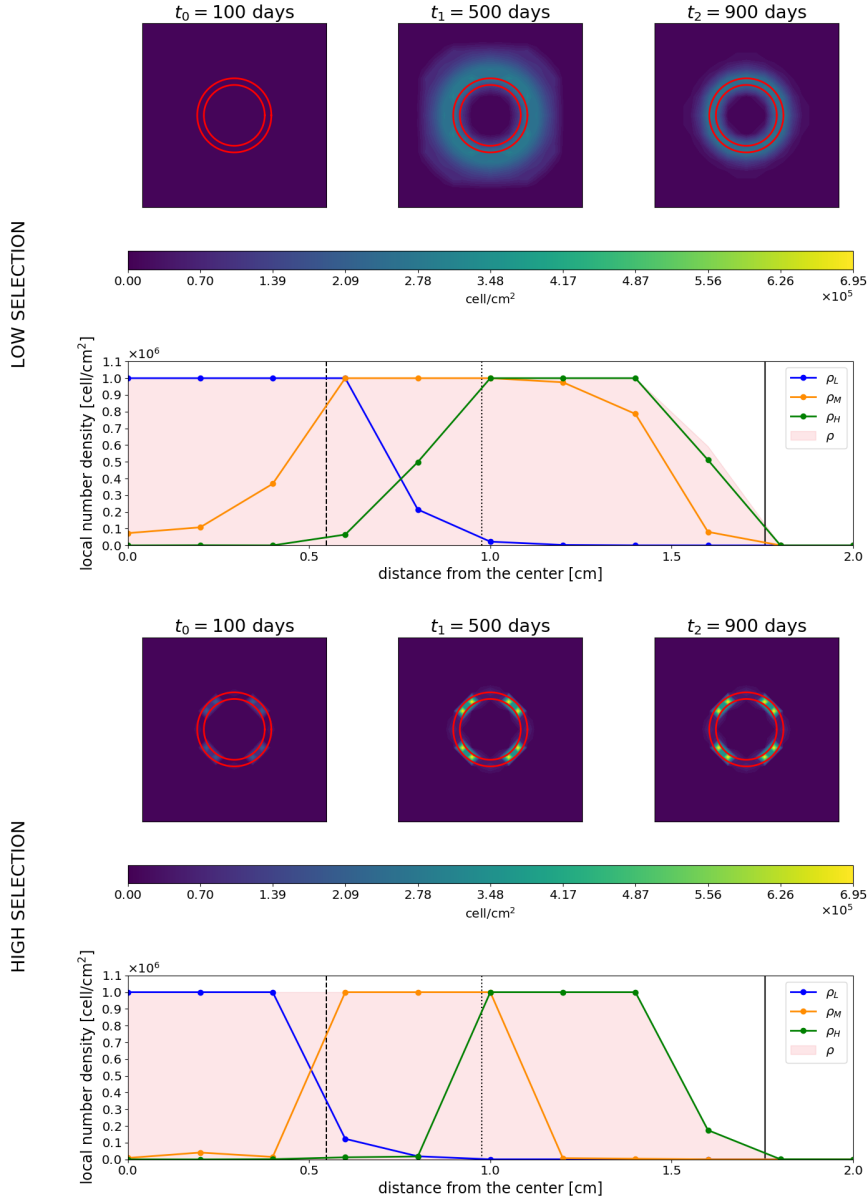 t₀ = 100 days
t₁ = 500 days
t₂ = 900 days
LOW SELECTION
0.00 0.70 1.39 2.09 2.78 3.48 4.17 4.87 5.56 6.26 6.95
cell/cm²
×10⁵
×10⁶
local number density [cell/cm²]
1.1
1.0
0.9
0.8
0.7
0.6
0.5
0.4
0.3
0.2
0.1
0.0
ρL
ρM
ρH
ρ
0.0 0.5 1.0 1.5 2.0
distance from the center [cm]
t₀ = 100 days
t₁ = 500 days
t₂ = 900 days
HIGH SELECTION
0.00 0.70 1.39 2.09 2.78 3.48 4.17 4.87 5.56 6.26 6.95
cell/cm²
×10⁵
×10⁶
local number density [cell/cm²]
1.1
1.0
0.9
0.8
0.7
0.6
0.5
0.4
0.3
0.2
0.1
0.0
ρL
ρM
ρH
ρ
0.0 0.5 1.0 1.5 2.0
distance from the center [cm]